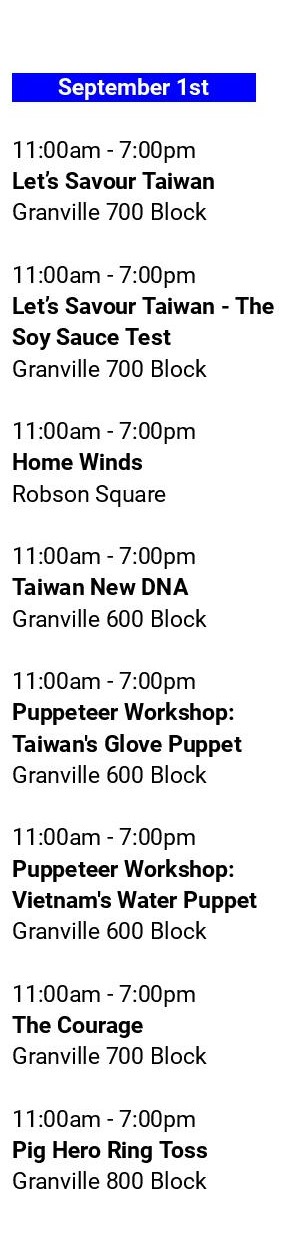 September 1st
11:00am - 7:00pm
Let’s Savour Taiwan
Granville 700 Block
11:00am - 7:00pm
Let’s Savour Taiwan - The
Soy Sauce Test
Granville 700 Block
11:00am - 7:00pm
Home Winds
Robson Square
11:00am - 7:00pm
Taiwan New DNA
Granville 600 Block
11:00am - 7:00pm
Puppeteer Workshop:
Taiwan's Glove Puppet
Granville 600 Block
11:00am - 7:00pm
Puppeteer Workshop:
Vietnam's Water Puppet
Granville 600 Block
11:00am - 7:00pm
The Courage
Granville 700 Block
11:00am - 7:00pm
Pig Hero Ring Toss
Granville 800 Block